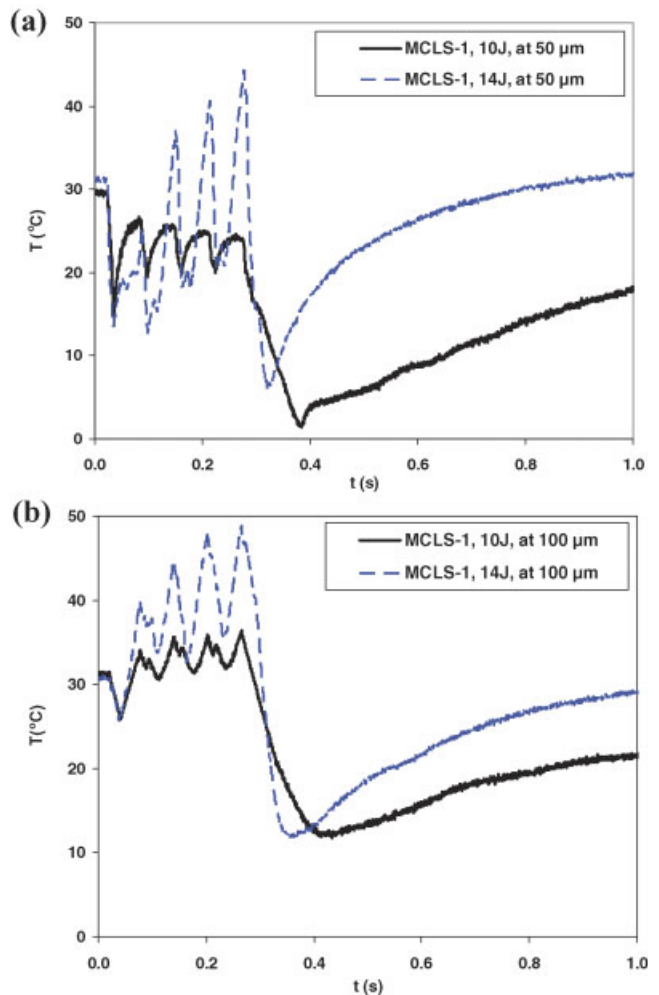 (a)
50
40
30
20
10
0
T (°C)
MCLS-1, 10J, at 50 µm
MCLS-1, 14J, at 50 µm
0.0 0.2 0.4 0.6 0.8 1.0
t (s)
(b)
50
40
30
20
10
0
T(°C)
MCLS-1, 10J, at 100 µm
MCLS-1, 14J, at 100 µm
0.0 0.2 0.4 0.6 0.8 1.0
t (s)